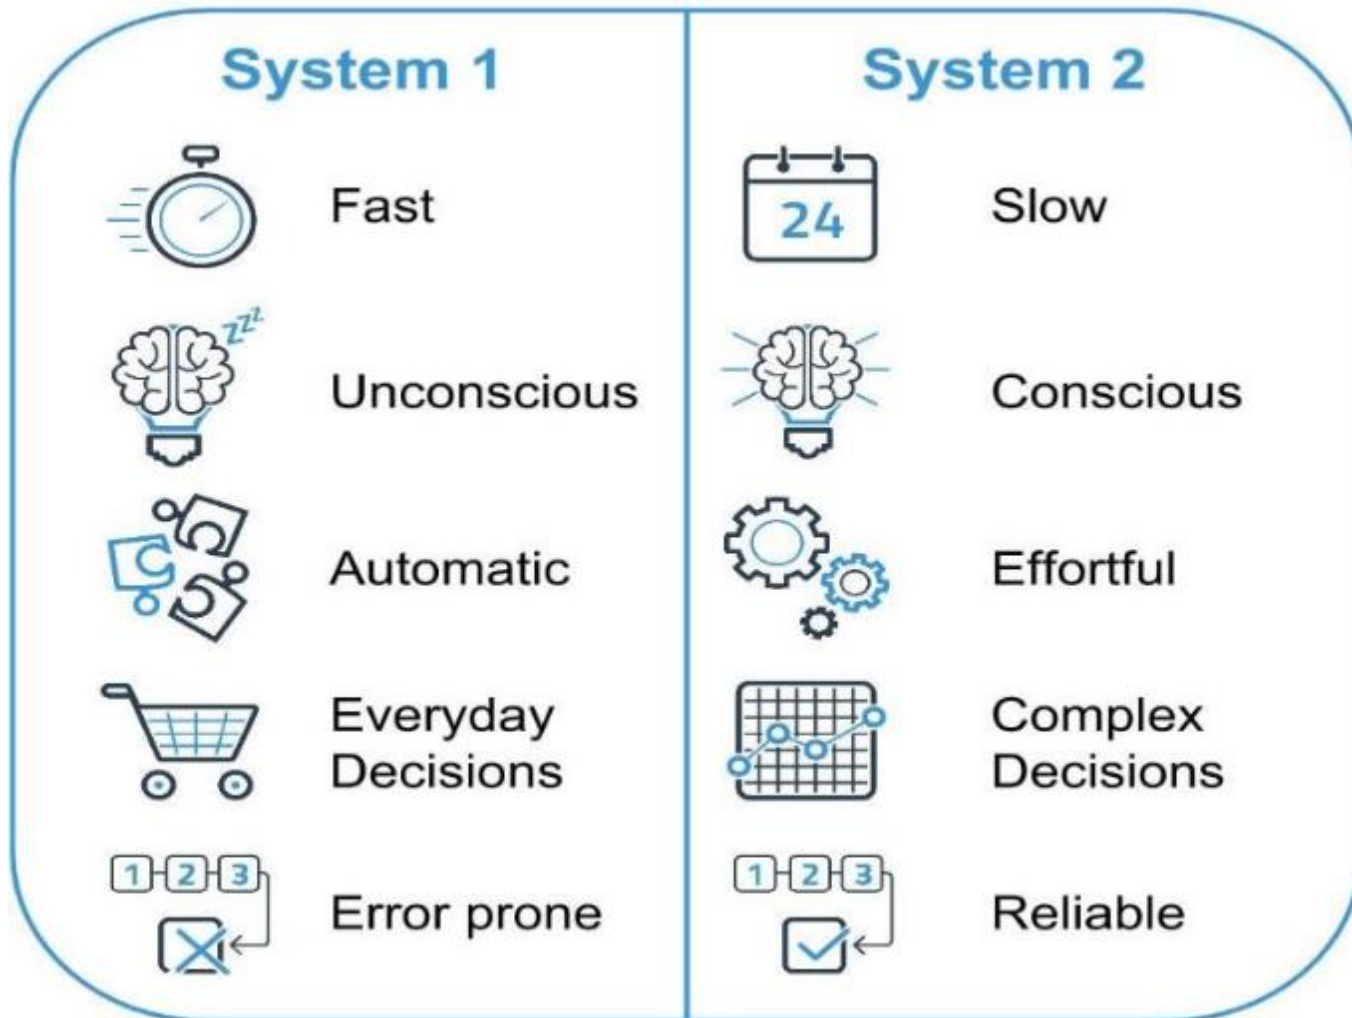 System 1
Fast
zzz
Unconscious
Automatic
Everyday
Decisions
1 2 3
Error prone
System 2
24
Slow
Conscious
Effortful
Complex
Decisions
1 2 3
Reliable